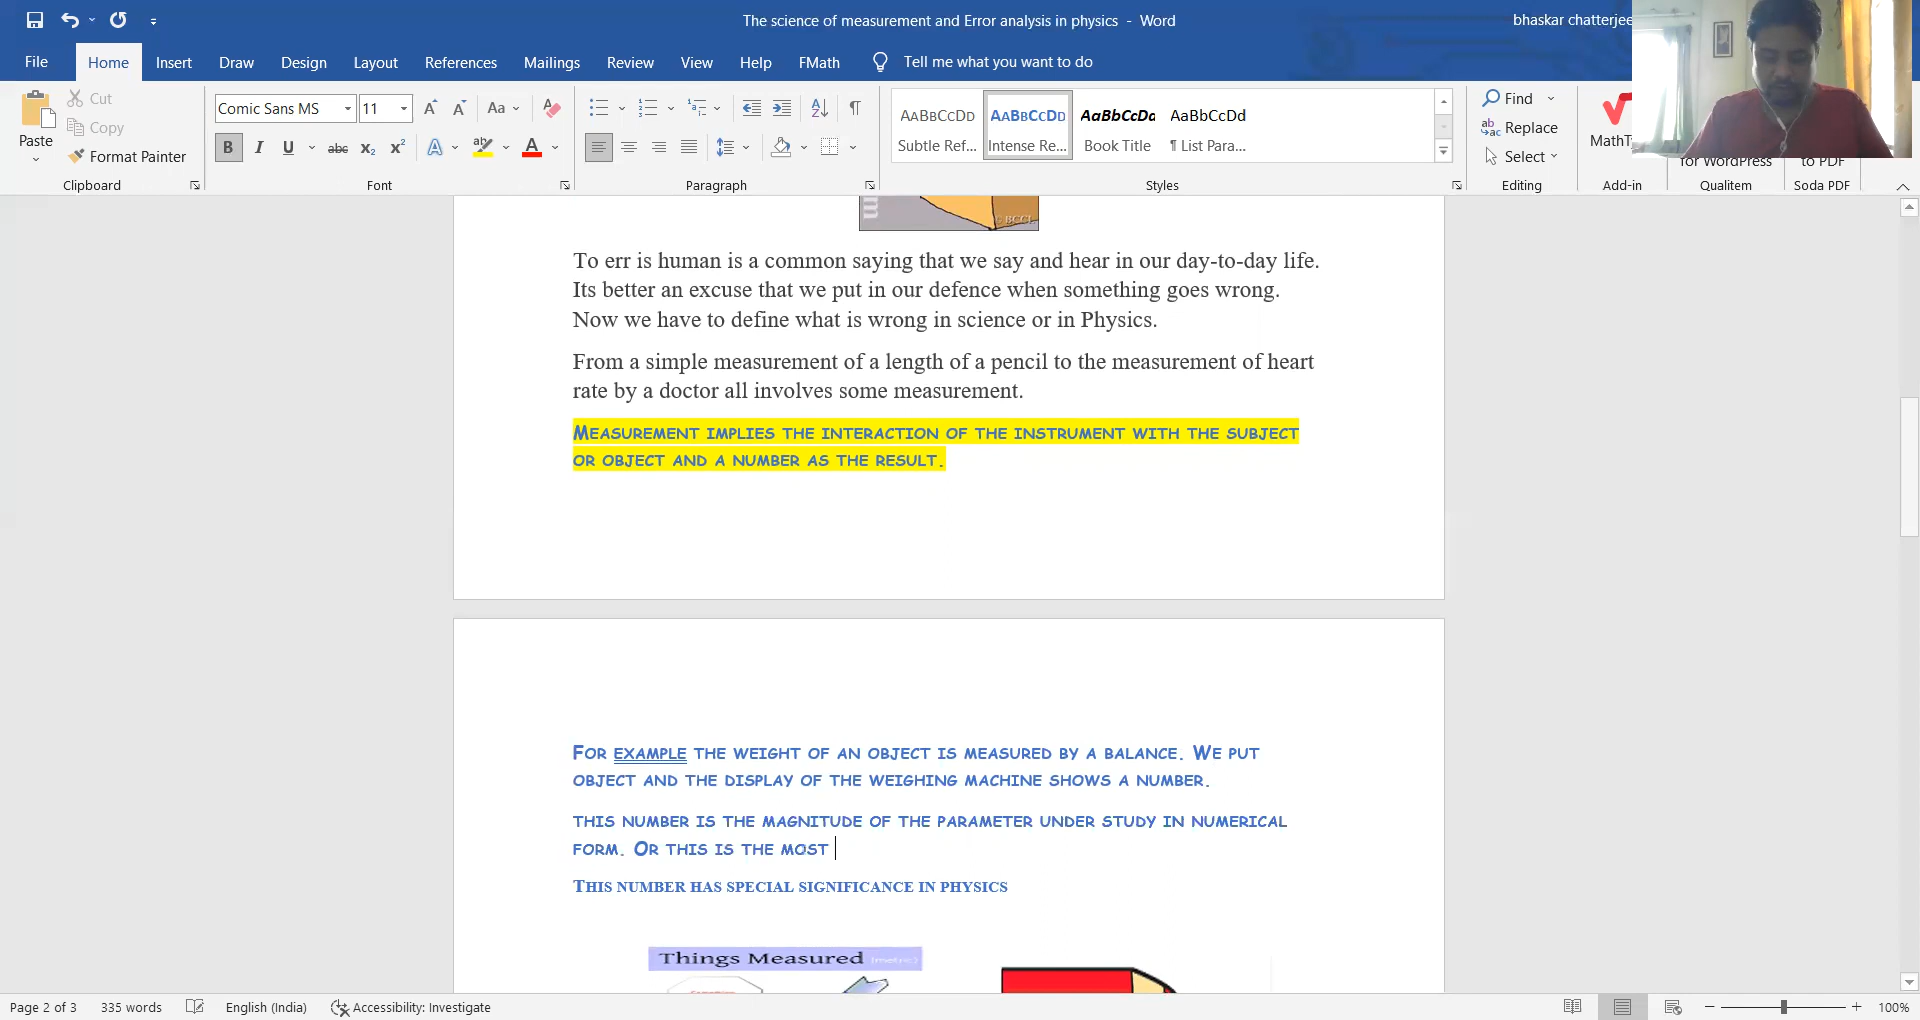 The science of measurement and Error analysis in physics - Word
bhaskar chatterjee
File Home Insert Draw Design Layout References Mailings Review View Help FMath Tell me what you want to do
Cut
Copy
Paste
Format Painter
Clipboard
Comic Sans MS 11
Font
Paragraph
AaBbCcDd AaBbCcDd AaBbCcDd AaBbCcDd
Subtle Ref... Intense Re... Book Title ¶ List Para...
Styles
Find
Replace
Select
Editing
MathT
Add-in
for WordPress
Qualitem
to PDF
Soda PDF
© BCCL
To err is human is a common saying that we say and hear in our day-to-day life.
Its better an excuse that we put in our defence when something goes wrong.
Now we have to define what is wrong in science or in Physics.
From a simple measurement of a length of a pencil to the measurement of heart
rate by a doctor all involves some measurement.
Measurement implies the interaction of the instrument with the subject
or object and a number as the result.
For example the weight of an object is measured by a balance. We put
object and the display of the weighing machine shows a number.
this number is the magnitude of the parameter under study in numerical
form. Or this is the most
This number has special significance in physics
Things Measured (metric)
Page 2 of 3 335 words English (India) Accessibility: Investigate 100%